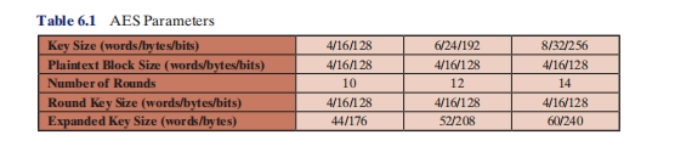 Table 6.1 AES Parameters
Key Size (words/bytes/bits) 4/16/128 6/24/192 8/32/256
Plaintext Block Size (words/bytes/bits) 4/16/128 4/16/128 4/16/128
Number of Rounds 10 12 14
Round Key Size (words/bytes/bits) 4/16/128 4/16/128 4/16/128
Expanded Key Size (words/bytes) 44/176 52/208 60/240